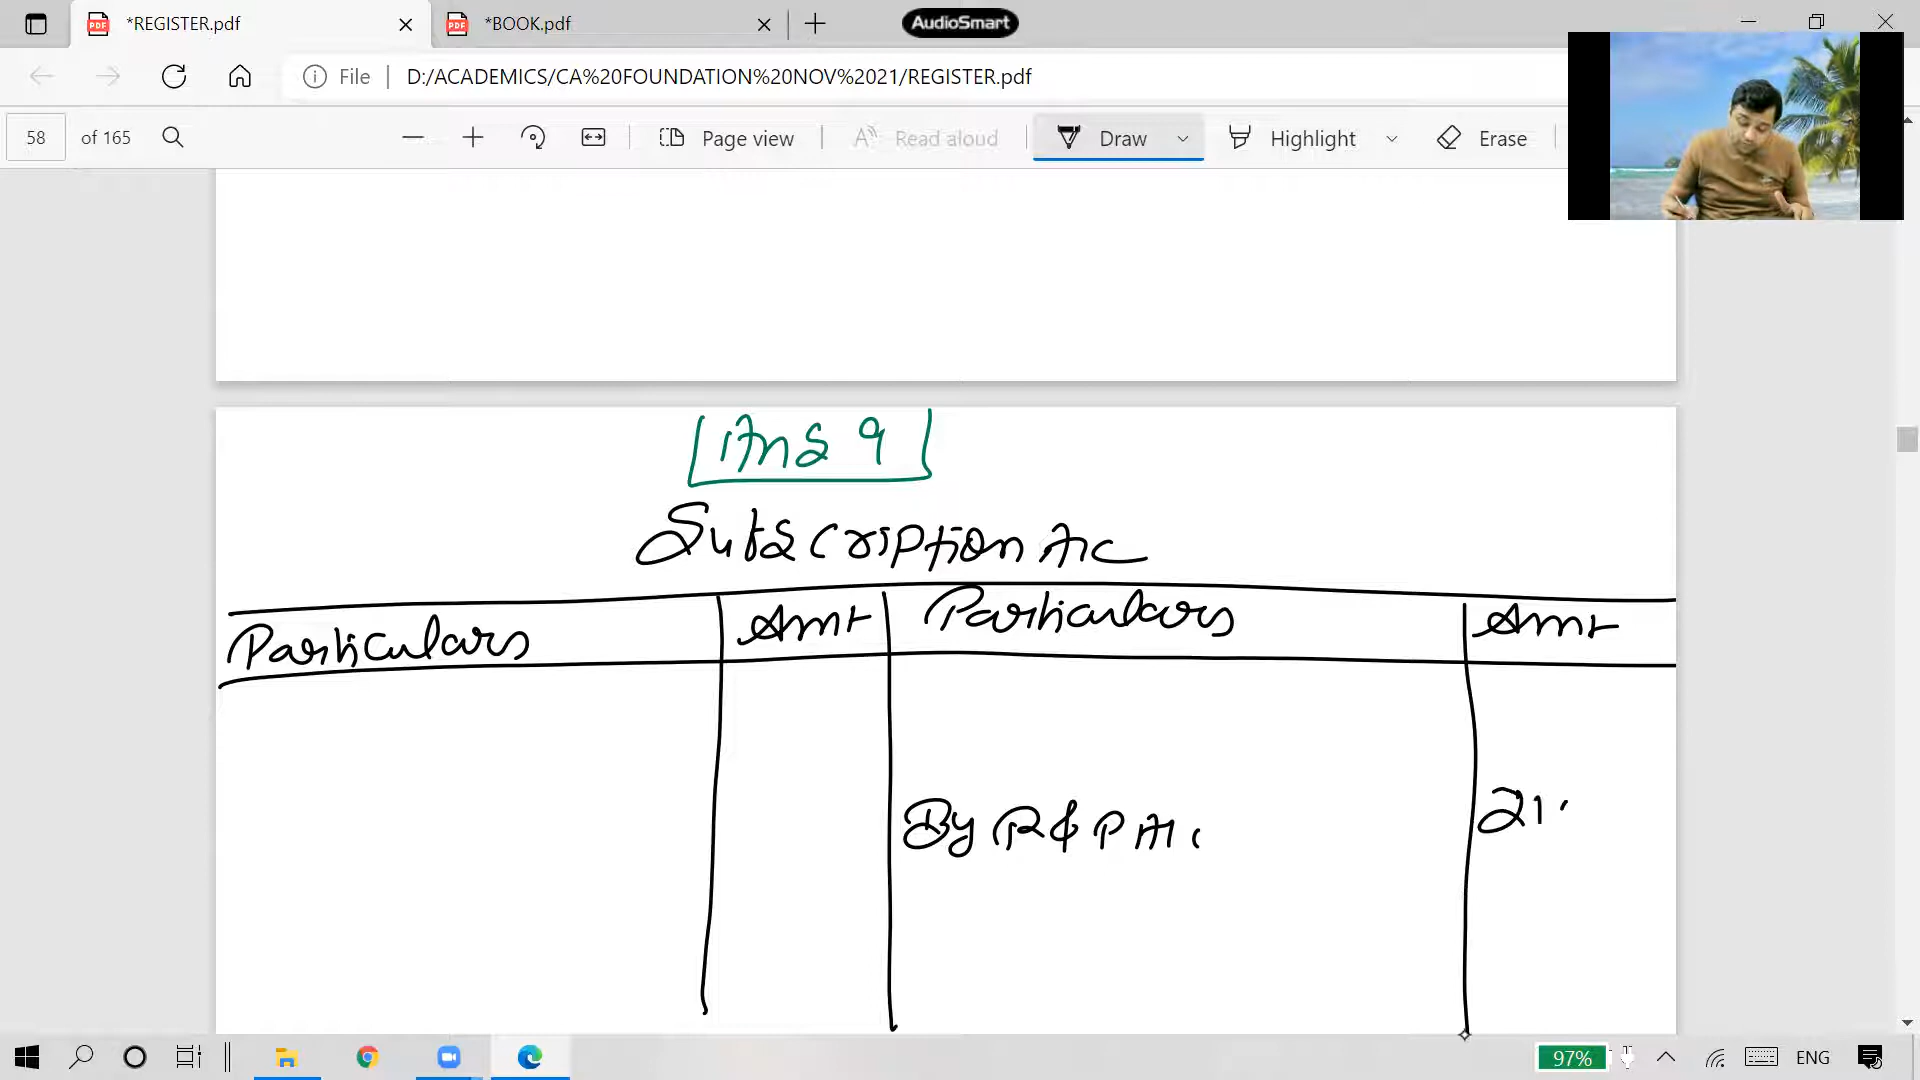 *REGISTER.pdf
*BOOK.pdf
AudioSmart
File
D:/ACADEMICS/CA%20FOUNDATION%20NOV%2021/REGISTER.pdf
58 of 165
Page view
Read aloud
Draw
Highlight
Erase
Ans 9
Subscription A/C
Particulars Amt Particulars Amt
By R & P A/c 21
97%
ENG